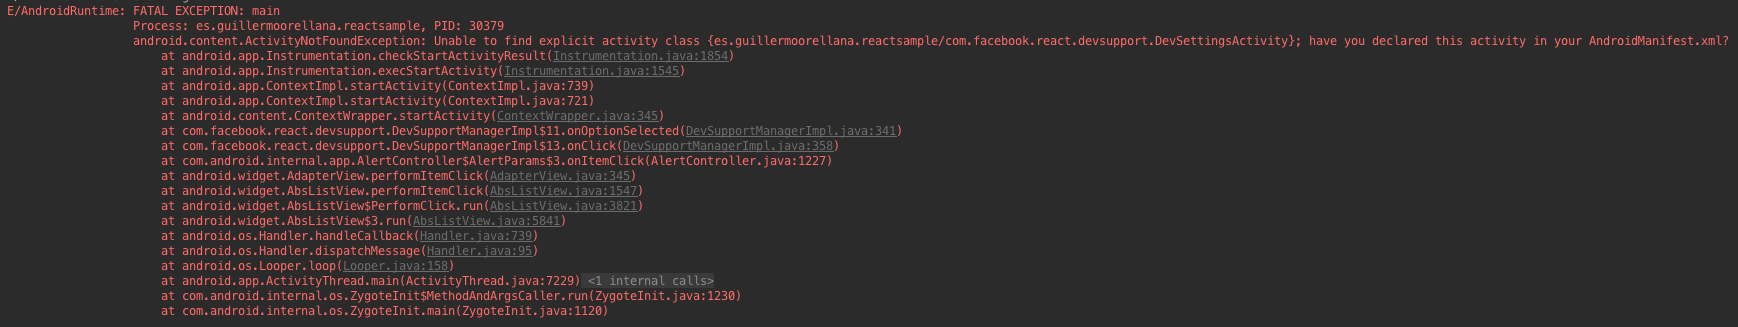 E/AndroidRuntime: FATAL EXCEPTION: main
Process: es.guillermoorellana.reactsample, PID: 30379
android.content.ActivityNotFoundException: Unable to find explicit activity class {es.guillermoorellana.reactsample/com.facebook.react.devsupport.DevSettingsActivity}; have you declared this activity in your AndroidManifest.xml?
at android.app.Instrumentation.checkStartActivityResult(Instrumentation.java:1854)
at android.app.Instrumentation.execStartActivity(Instrumentation.java:1545)
at android.app.ContextImpl.startActivity(ContextImpl.java:739)
at android.app.ContextImpl.startActivity(ContextImpl.java:721)
at android.content.ContextWrapper.startActivity(ContextWrapper.java:345)
at com.facebook.react.devsupport.DevSupportManagerImpl$11.onOptionSelected(DevSupportManagerImpl.java:341)
at com.facebook.react.devsupport.DevSupportManagerImpl$13.onClick(DevSupportManagerImpl.java:358)
at com.android.internal.app.AlertController$AlertParams$3.onItemClick(AlertController.java:1227)
at android.widget.AdapterView.performItemClick(AdapterView.java:345)
at android.widget.AbsListView.performItemClick(AbsListView.java:1547)
at android.widget.AbsListView$PerformClick.run(AbsListView.java:3821)
at android.widget.AbsListView$3.run(AbsListView.java:5841)
at android.os.Handler.handleCallback(Handler.java:739)
at android.os.Handler.dispatchMessage(Handler.java:95)
at android.os.Looper.loop(Looper.java:158)
at android.app.ActivityThread.main(ActivityThread.java:7229) <1 internal calls>
at com.android.internal.os.ZygoteInit$MethodAndArgsCaller.run(ZygoteInit.java:1230)
at com.android.internal.os.ZygoteInit.main(ZygoteInit.java:1120)